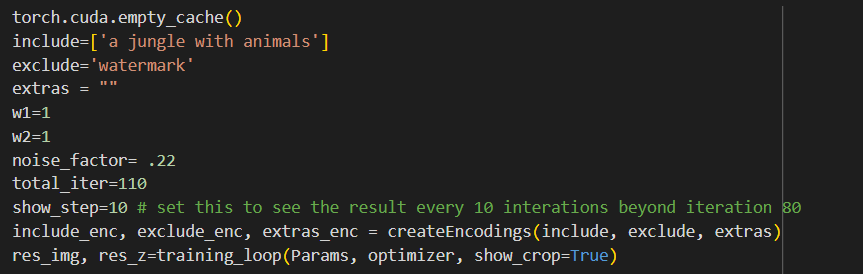 torch.cuda.empty_cache()
include=['a jungle with animals']
exclude='watermark'
extras = ""
w1=1
w2=1
noise_factor= .22
total_iter=110
show_step=10 # set this to see the result every 10 interations beyond iteration 80
include_enc, exclude_enc, extras_enc = createEncodings(include, exclude, extras)
res_img, res_z=training_loop(Params, optimizer, show_crop=True)